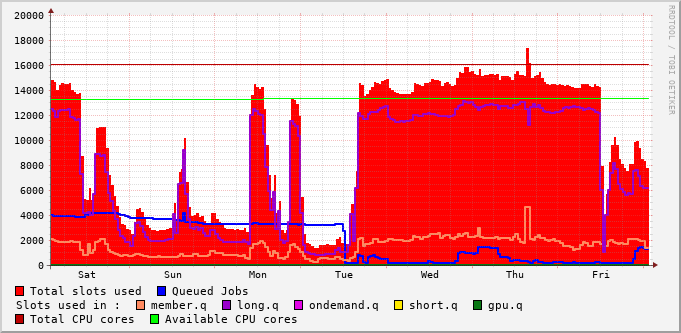 20000
18000
16000
14000
12000
10000
8000
6000
4000
2000
0
Sat Sun Mon Tue Wed Thu Fri
RRDTOOL / TOBI OETIKER
Total slots used Queued Jobs
Slots used in : member.q long.q ondemand.q short.q gpu.q
Total CPU cores Available CPU cores